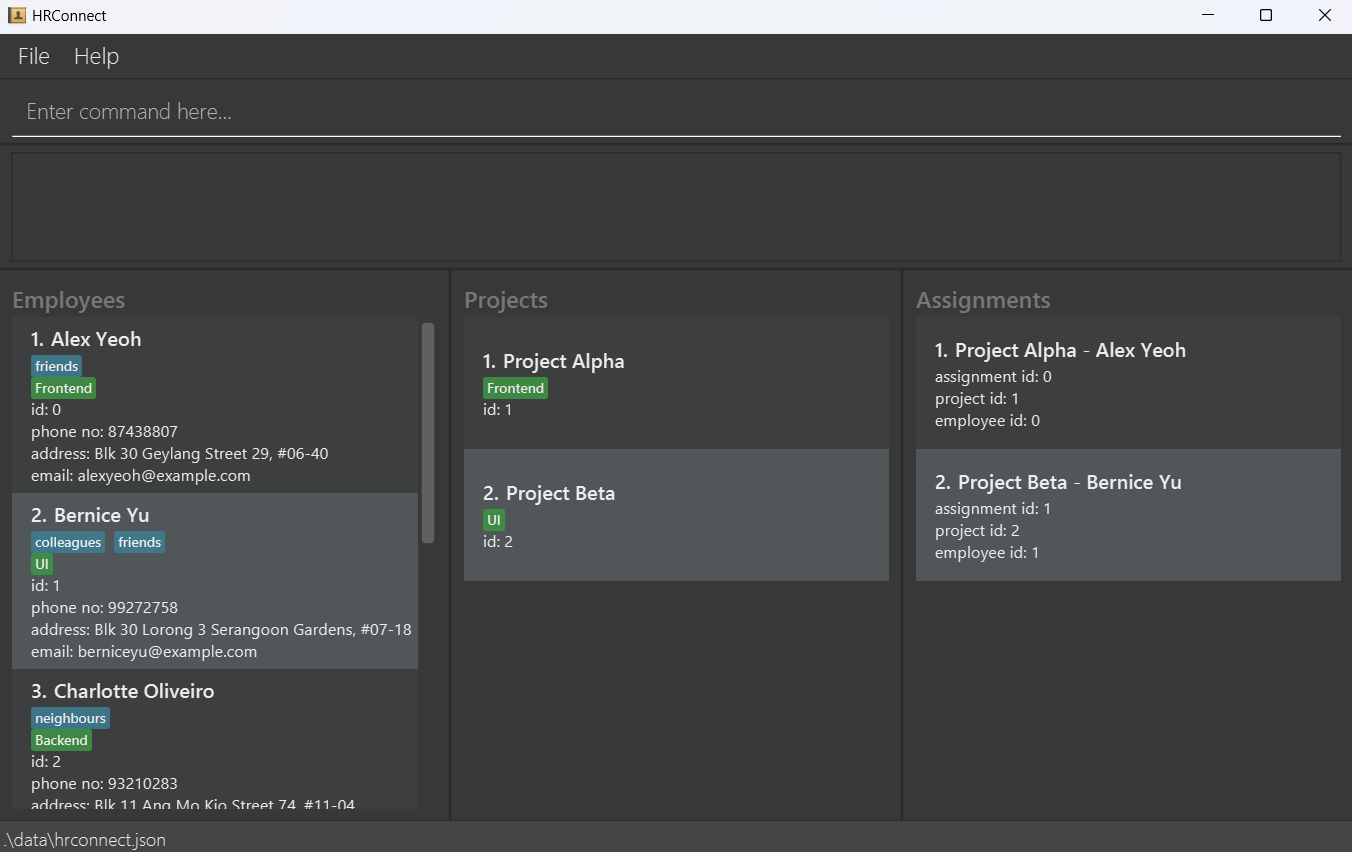 HRConnect
File Help
Enter command here...
Employees
1. Alex Yeoh
friends
Frontend
id: 0
phone no: 87438807
address: Blk 30 Geylang Street 29, #06-40
email: alexyeoh@example.com
2. Bernice Yu
colleagues friends
UI
id: 1
phone no: 99272758
address: Blk 30 Lorong 3 Serangoon Gardens, #07-18
email: berniceyu@example.com
3. Charlotte Oliveiro
neighbours
Backend
id: 2
phone no: 93210283
address: Blk 11 Ang Mo Kio Street 74, #11-04
Projects
1. Project Alpha
Frontend
id: 1
2. Project Beta
UI
id: 2
Assignments
1. Project Alpha - Alex Yeoh
assignment id: 0
project id: 1
employee id: 0
2. Project Beta - Bernice Yu
assignment id: 1
project id: 2
employee id: 1
.\data\hrconnect.json